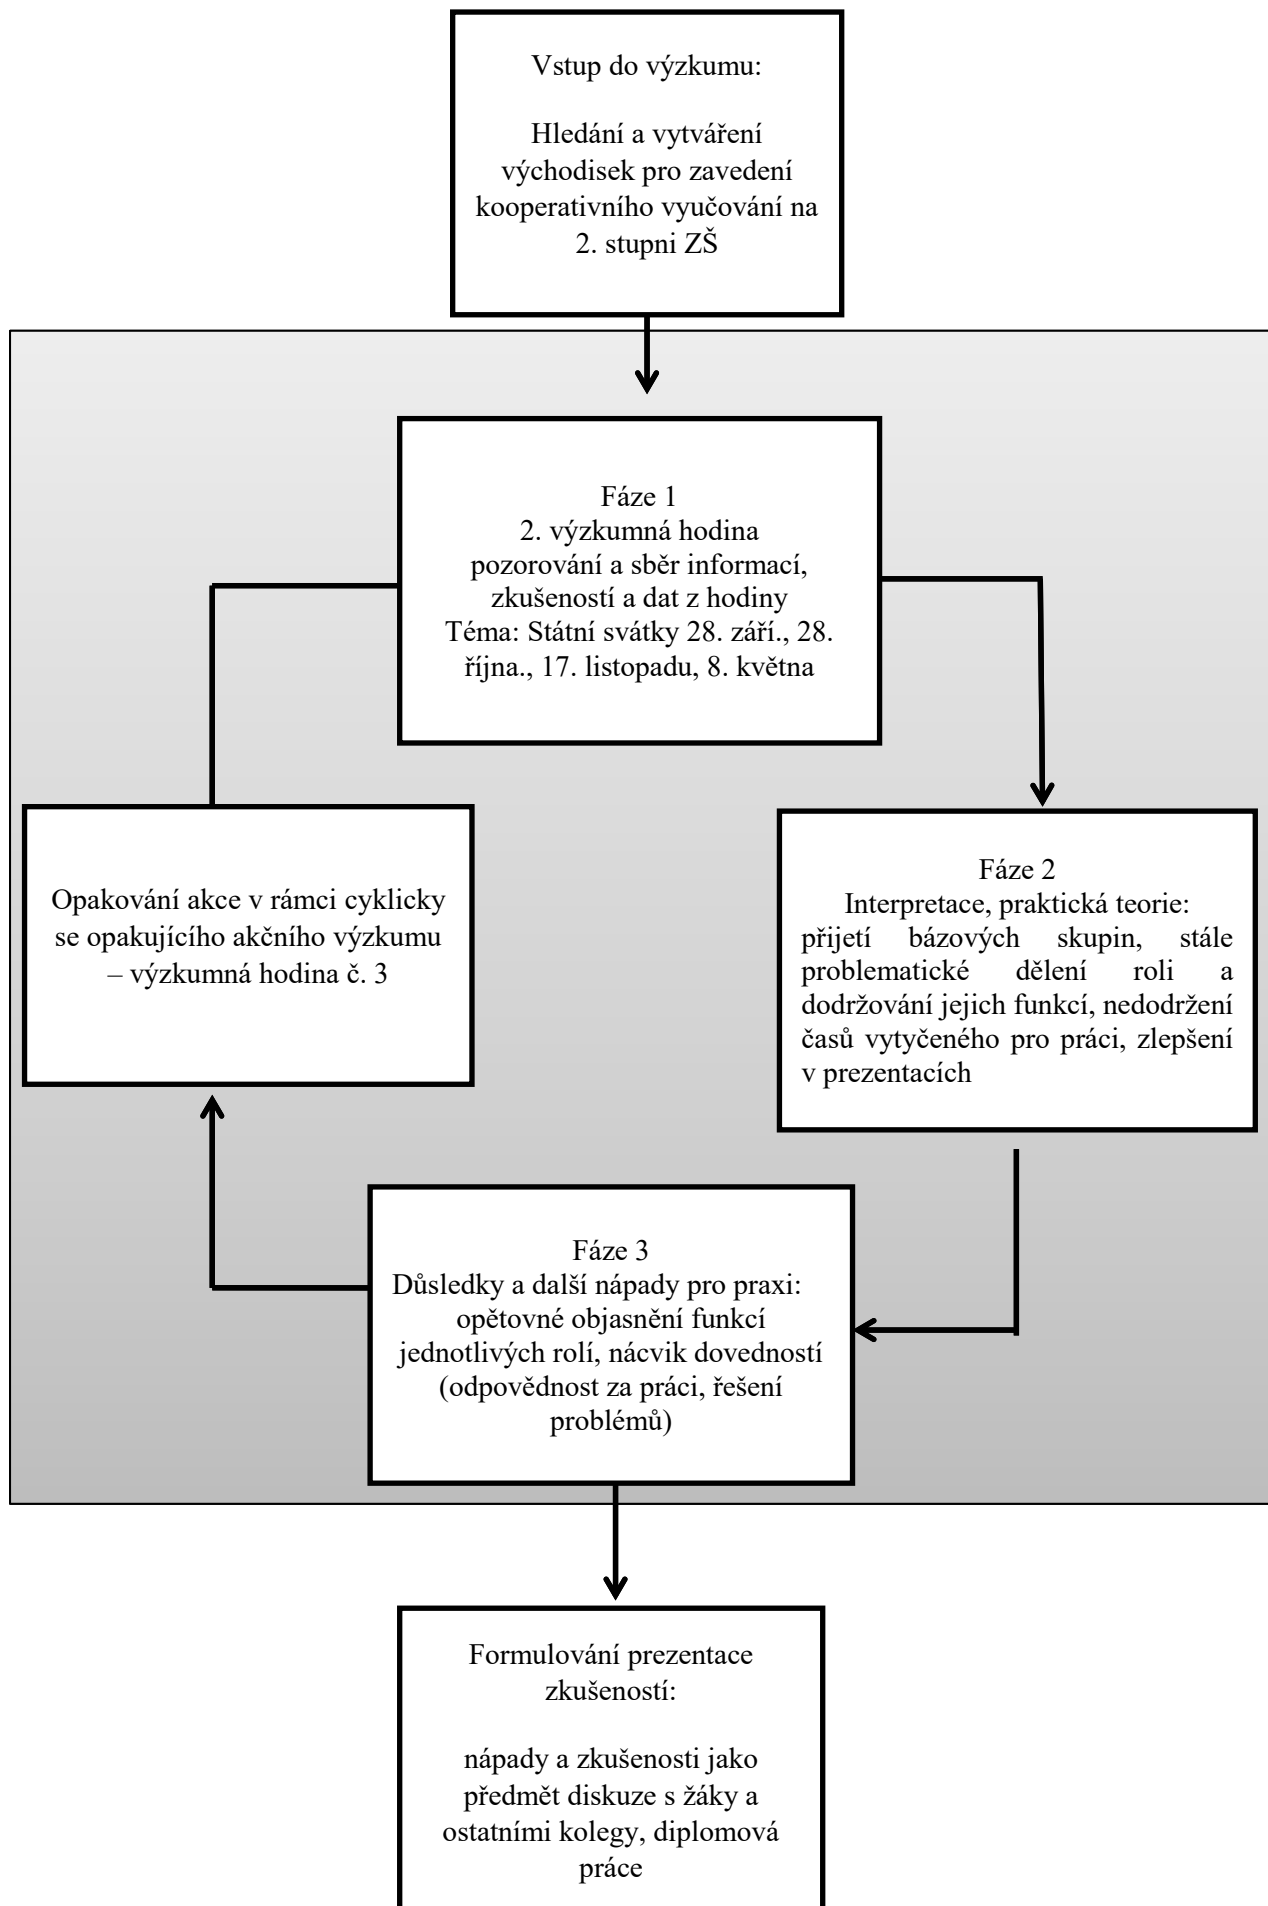 Vstup do výzkumu:
Hledání a vytváření
východisek pro zavedení
kooperativního vyučování na
2. stupni ZŠ
Fáze 1
2. výzkumná hodina
pozorování a sběr informací,
zkušeností a dat z hodiny
Téma: Státní svátky 28. září., 28.
října., 17. listopadu, 8. května
Opakování akce v rámci cyklicky
se opakujícího akčního výzkumu
– výzkumná hodina č. 3
Fáze 2
Interpretace, praktická teorie:
přijetí bázových skupin, stále
problematické dělení roli a
dodržování jejich funkcí, nedodržení
časů vytyčeného pro práci, zlepšení
v prezentacích
Fáze 3
Důsledky a další nápady pro praxi:
opětovné objasnění funkcí
jednotlivých rolí, nácvik dovedností
(odpovědnost za práci, řešení
problémů)
Formulování prezentace
zkušeností:
nápady a zkušenosti jako
předmět diskuze s žáky a
ostatními kolegy, diplomová
práce